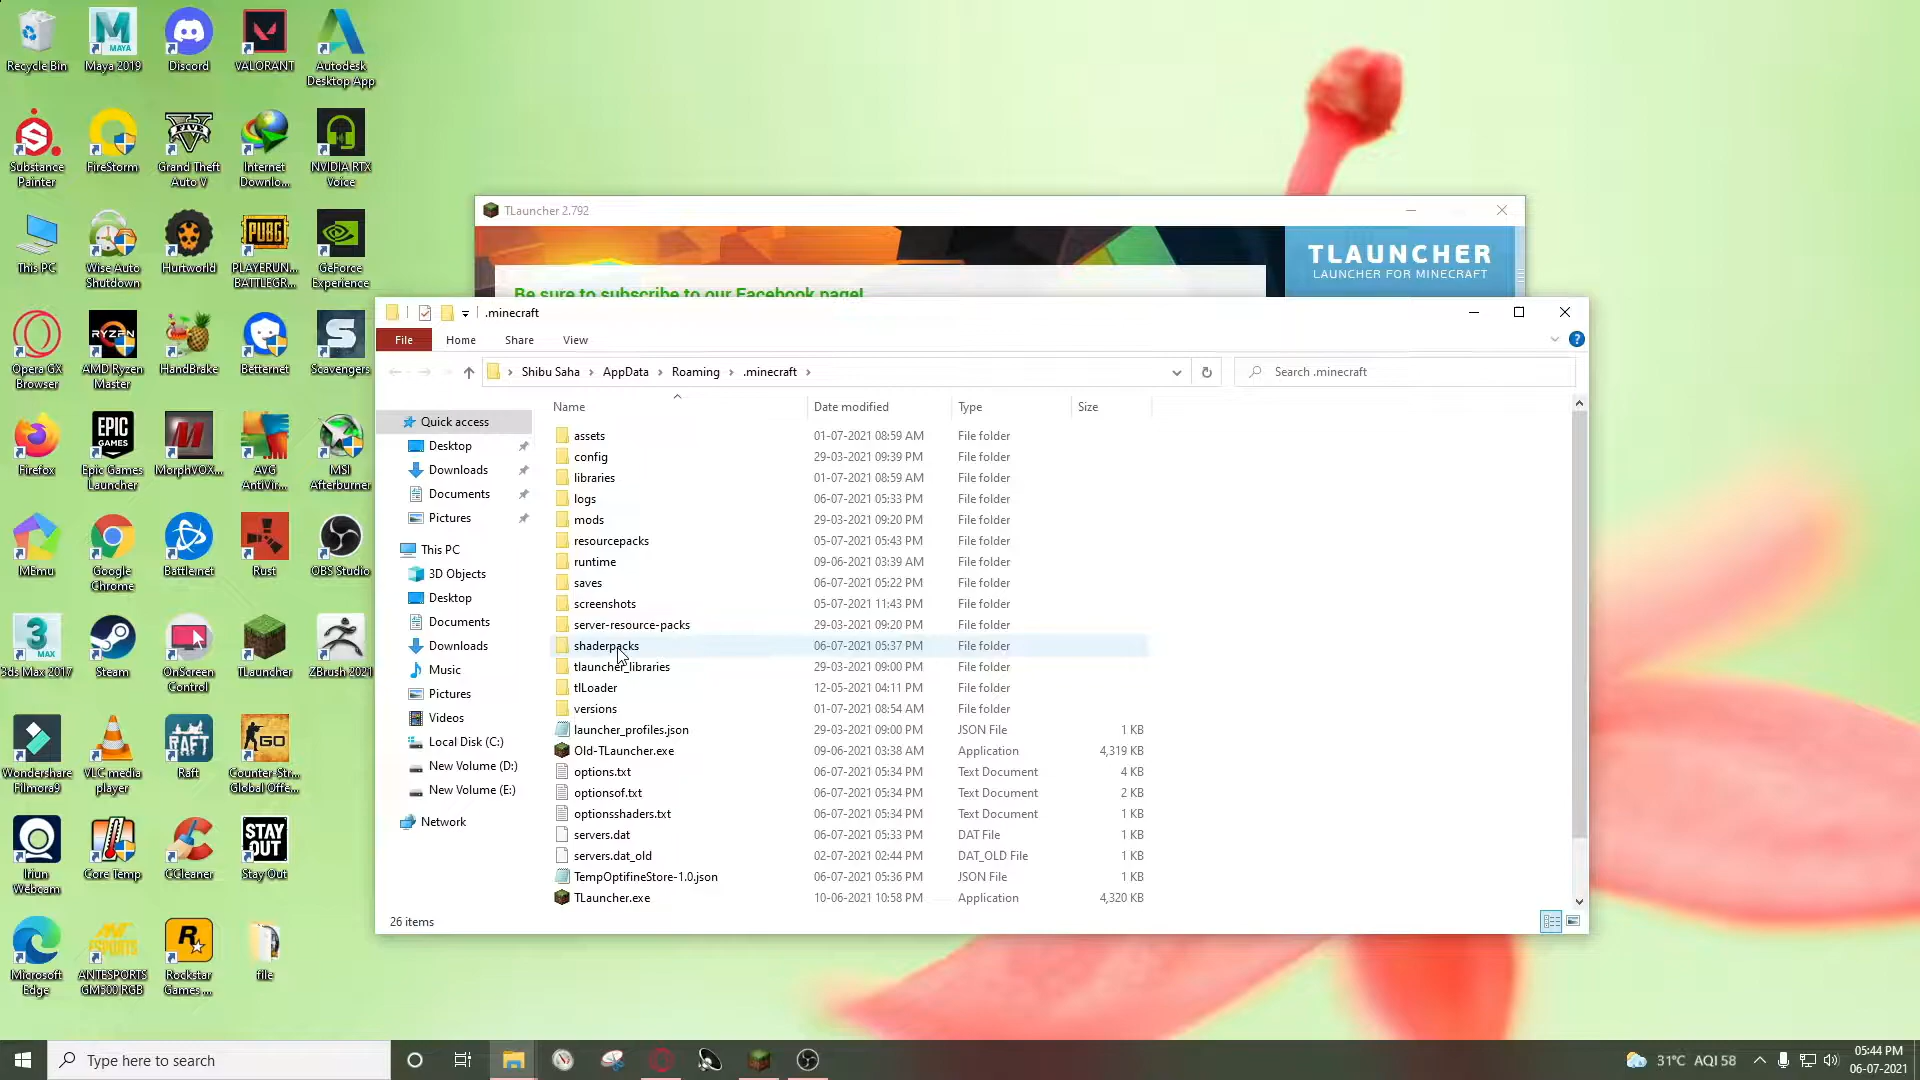 Recycle Bin
Maya 2019
Discord
VALORANT
Autodesk
Desktop App
Substance
Painter
FireStorm
Grand Theft
Auto V
Internet
Downlo...
NVIDIA RTX
Voice
This PC
Wise Auto
Shutdown
Hurtworld
PLAYERUN...
BATTLEGR...
GeForce
Experience
Opera GX
Browser
AMD Ryzen
Master
HandBrake
Betternet
Scavengers
Firefox
Epic Games
Launcher
MorphVOX...
AVG
AntiVir...
MSI
Afterburner
MEmu
Google
Chrome
Battle.net
Rust
OBS Studio
3ds Max 2017
Steam
OnScreen
Control
TLauncher
ZBrush 2021
Wondershare
Filmora9
VLC media
player
Raft
Counter-Str...
Global Offe...
Iriun
Webcam
Core Temp
CCleaner
Stay Out
Microsoft
Edge
ANTESPORTS
GM500 RGB
Rockstar
Games ...
file
TLauncher 2.792
Be sure to subscribe to our Facebook page!
TLAUNCHER
LAUNCHER FOR MINECRAFT
.minecraft
File Home Share View
Shibu Saha › AppData › Roaming › .minecraft ›
Search .minecraft
Quick access
Desktop
Downloads
Documents
Pictures
This PC
3D Objects
Desktop
Documents
Downloads
Music
Pictures
Videos
Local Disk (C:)
New Volume (D:)
New Volume (E:)
Network
Name Date modified Type Size
assets 01-07-2021 08:59 AM File folder
config 29-03-2021 09:39 PM File folder
libraries 01-07-2021 08:59 AM File folder
logs 06-07-2021 05:33 PM File folder
mods 29-03-2021 09:20 PM File folder
resourcepacks 05-07-2021 05:43 PM File folder
runtime 09-06-2021 03:39 AM File folder
saves 06-07-2021 05:22 PM File folder
screenshots 05-07-2021 11:43 PM File folder
server-resource-packs 29-03-2021 09:20 PM File folder
shaderpacks 06-07-2021 05:37 PM File folder
tlauncher_libraries 29-03-2021 09:00 PM File folder
tlLoader 12-05-2021 04:11 PM File folder
versions 01-07-2021 08:54 AM File folder
launcher_profiles.json 29-03-2021 09:00 PM JSON File 1 KB
Old-TLauncher.exe 09-06-2021 03:38 AM Application 4,319 KB
options.txt 06-07-2021 05:34 PM Text Document 4 KB
optionsof.txt 06-07-2021 05:34 PM Text Document 2 KB
optionsshaders.txt 06-07-2021 05:34 PM Text Document 1 KB
servers.dat 06-07-2021 05:33 PM DAT File 1 KB
servers.dat_old 02-07-2021 02:44 PM DAT_OLD File 1 KB
TempOptifineStore-1.0.json 06-07-2021 05:36 PM JSON File 1 KB
TLauncher.exe 10-06-2021 10:58 PM Application 4,320 KB
26 items
Type here to search
31°C AQI 58
05:44 PM
06-07-2021